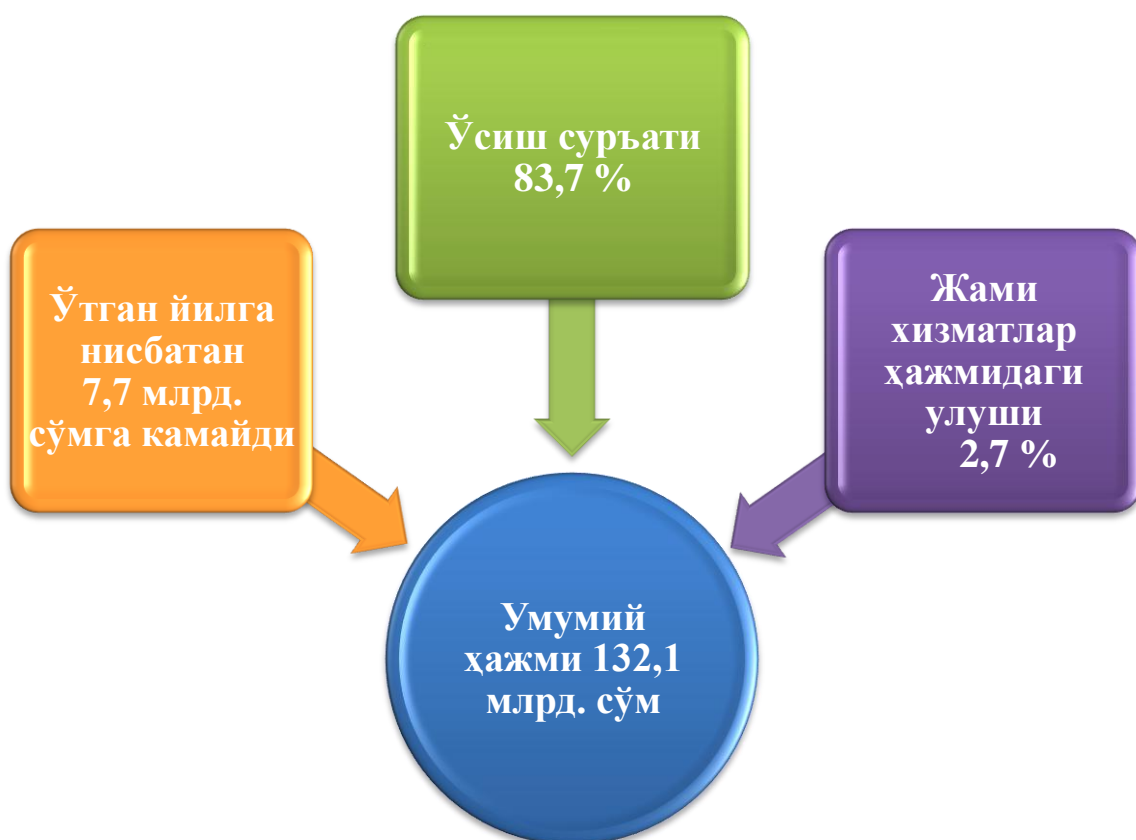 Ўсиш суръати
83,7 %
Ўтган йилга
нисбатан
7,7 млрд.
сўмга камайди
Жами
хизматлар
ҳажмидаги
улуши
2,7 %
Умумий
ҳажми 132,1
млрд. сўм